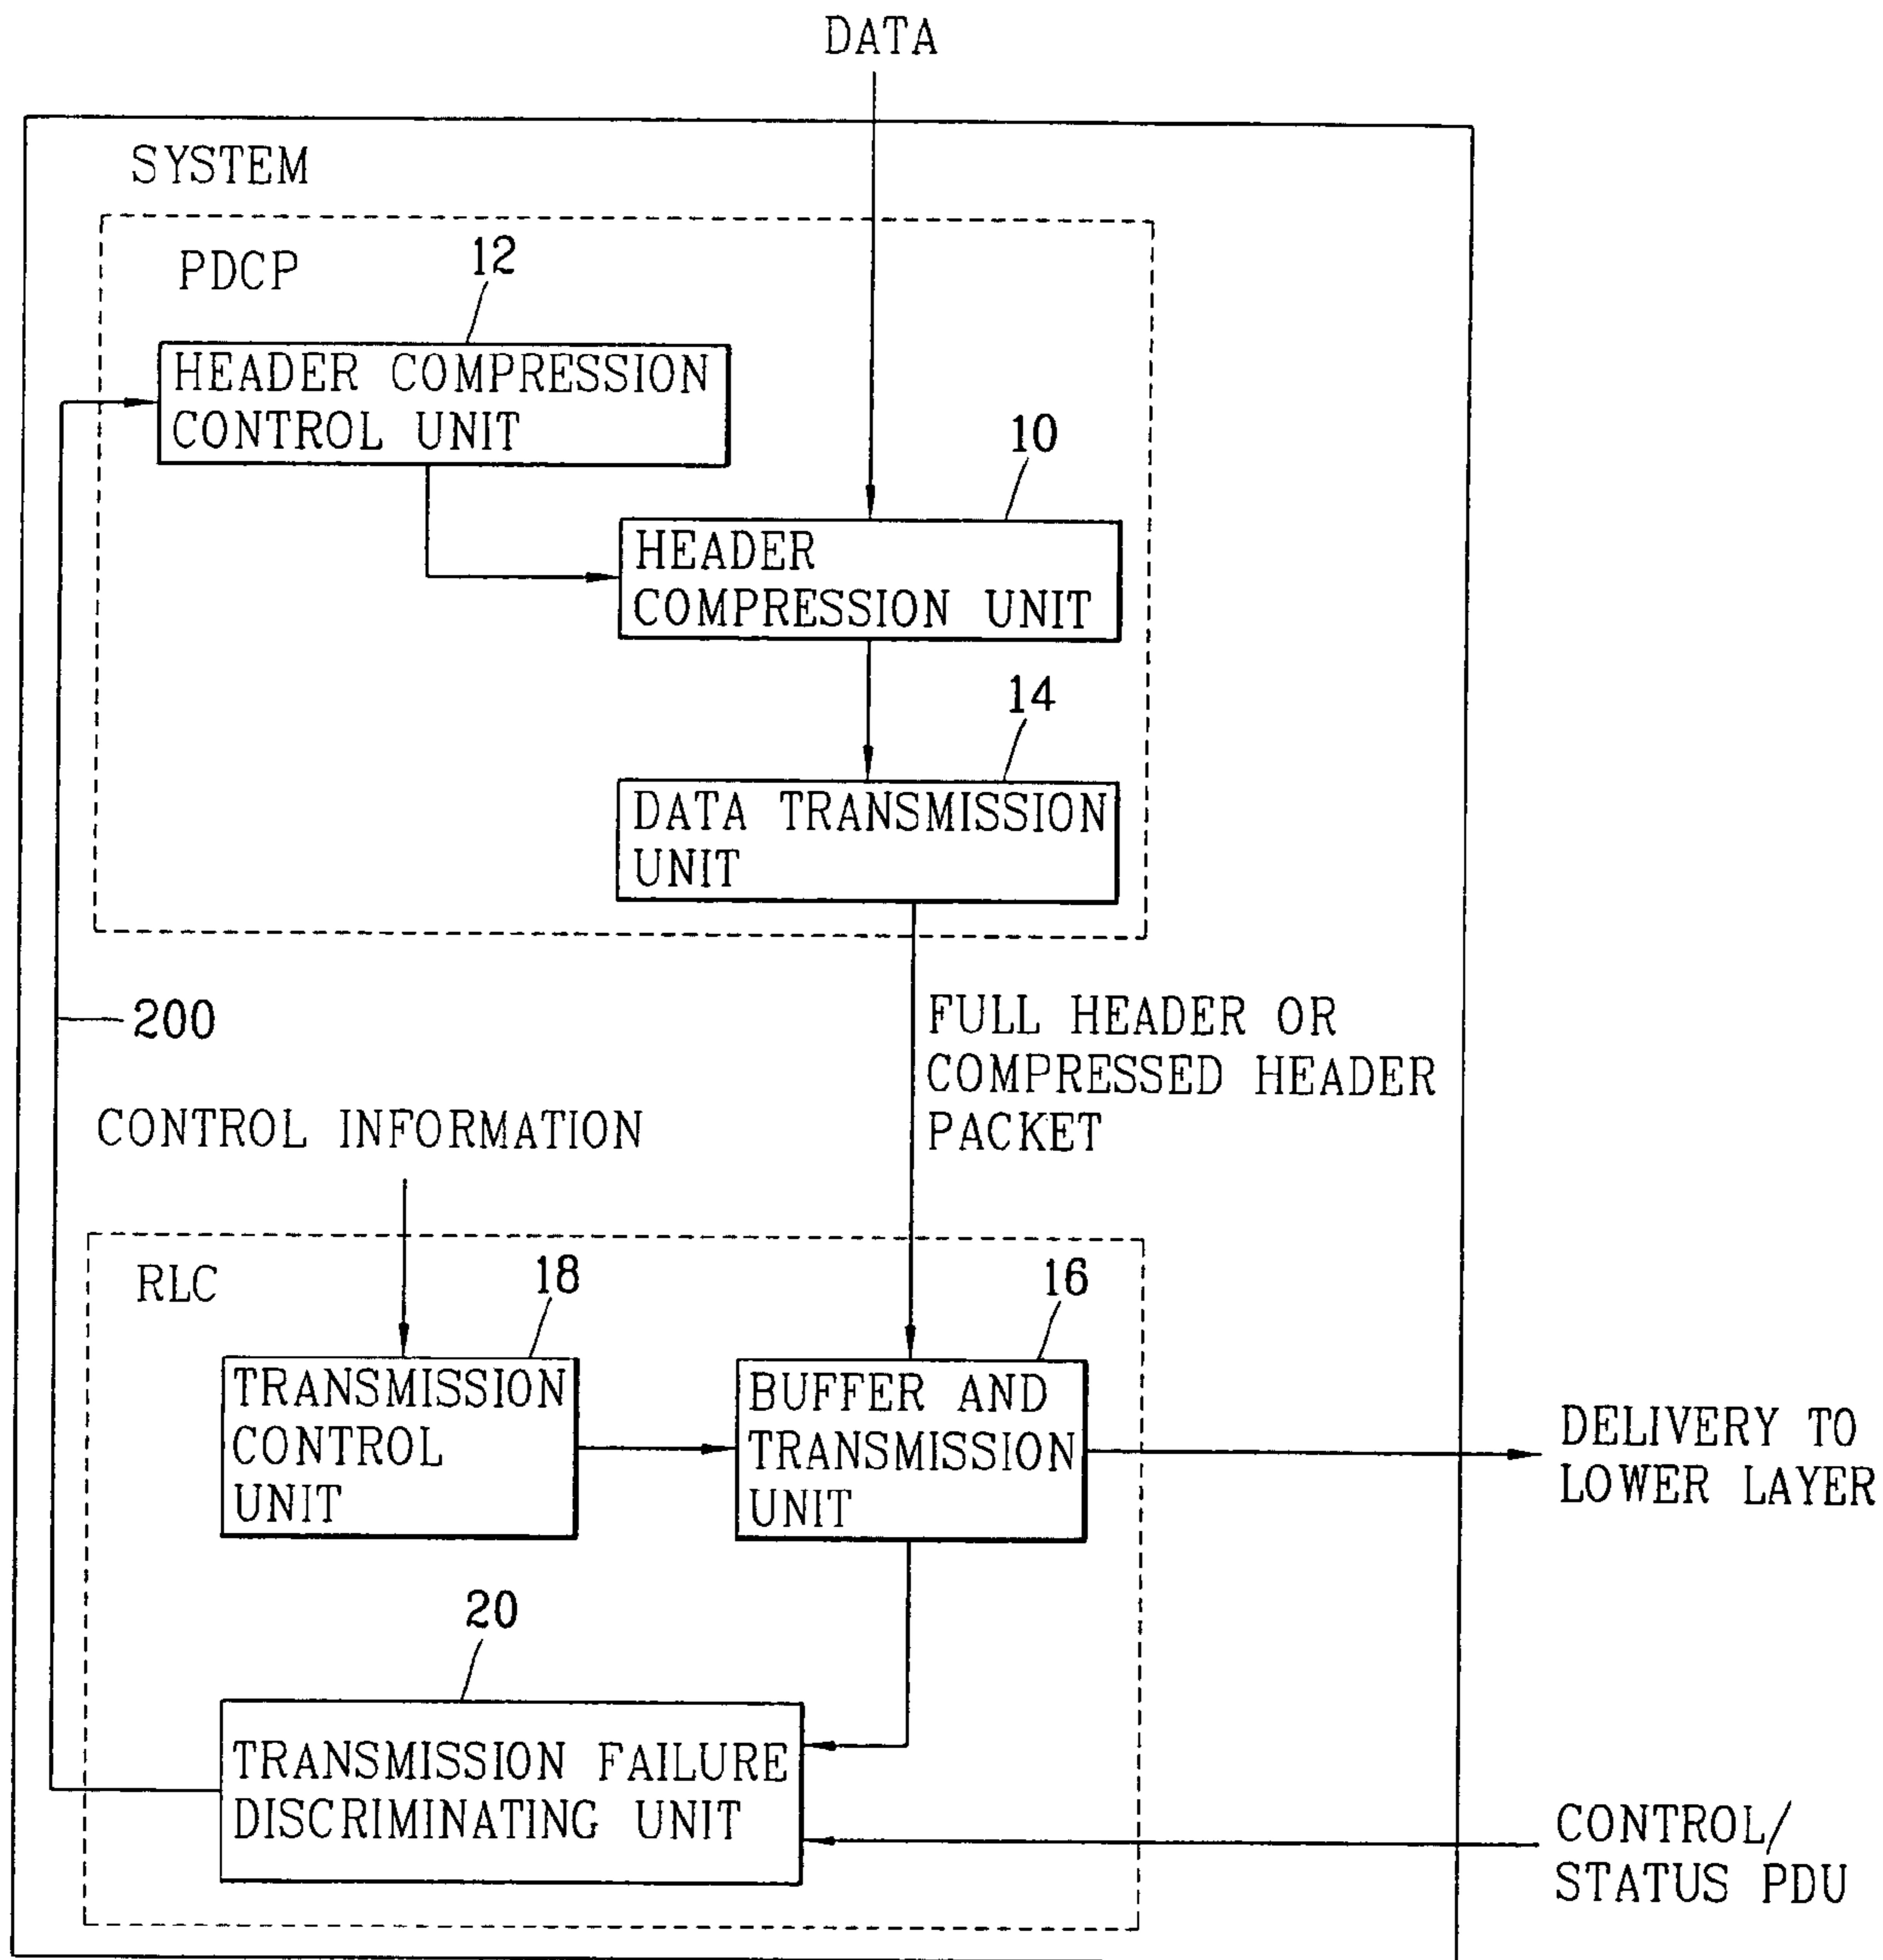 DATA
SYSTEM
PDCP
12
HEADER COMPRESSION
CONTROL UNIT
10
HEADER
COMPRESSION UNIT
14
DATA TRANSMISSION
UNIT
200
FULL HEADER OR
COMPRESSED HEADER
PACKET
CONTROL INFORMATION
RLC
18
16
TRANSMISSION
CONTROL
UNIT
BUFFER AND
TRANSMISSION
UNIT
DELIVERY TO
LOWER LAYER
20
TRANSMISSION FAILURE
DISCRIMINATING UNIT
CONTROL/
STATUS PDU